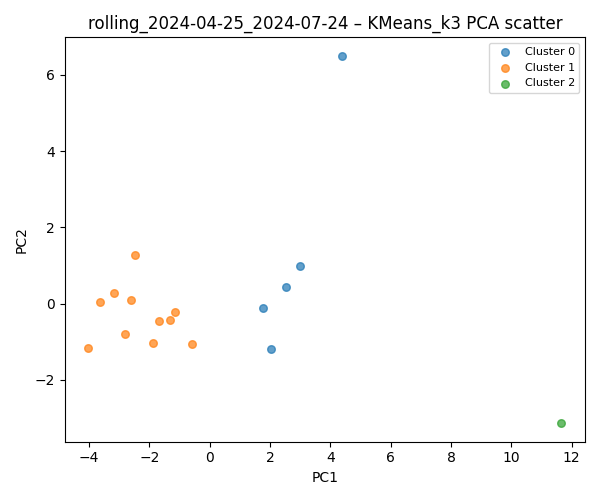 rolling_2024-04-25_2024-07-24 – KMeans_k3 PCA scatter
Cluster 0
Cluster 1
Cluster 2
PC2
6
4
2
0
−2
−4 −2 0 2 4 6 8 10 12
PC1